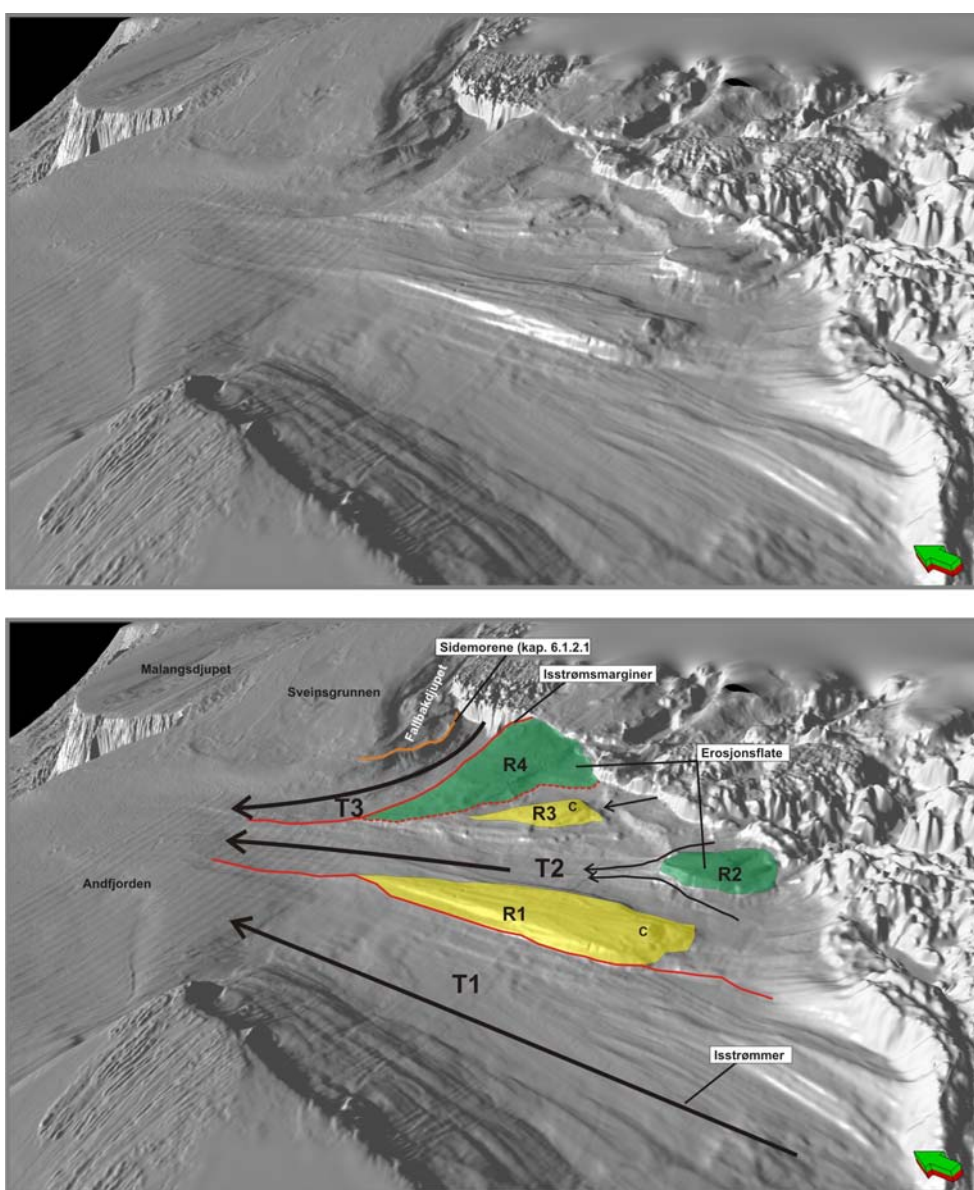 Sidemorene (kap. 6.1.2.1
Malangsdjupet
Isstrømsmarginer
Sveinsgrunnen
Fallbakdjupet
Erosjonsflate
R4
T3
R3
C
T2
R2
Andfjorden
R1
C
T1
Isstrømmer